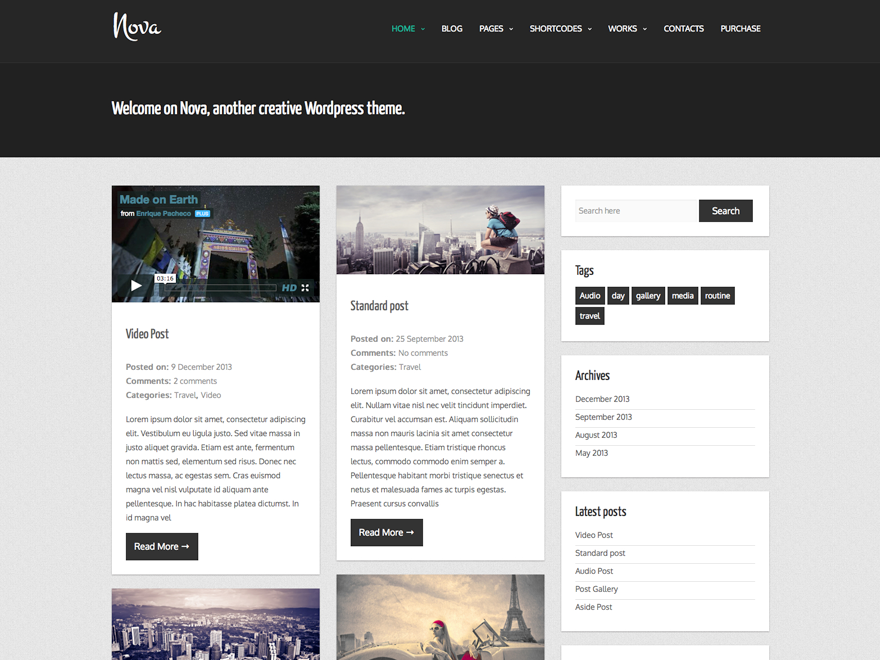 Nova
HOME BLOG PAGES SHORTCODES WORKS CONTACTS PURCHASE
Welcome on Nova, another creative Wordpress theme.
Made on Earth
from Enrique Pacheco PLUS
03:16
HD
Video Post
Posted on: 9 December 2013
Comments: 2 comments
Categories: Travel, Video
Lorem ipsum dolor sit amet, consectetur adipiscing
elit. Vestibulum eu ligula justo. Sed vitae massa in
justo aliquet gravida. Etiam est ante, fermentum
non mattis sed, elementum sed risus. Donec nec
lectus massa, ac egestas sem. Cras euismod
magna vel nisl vulputate id aliquam ante
pellentesque. In hac habitasse platea dictumst. In
id magna vel
Read More →
Standard post
Posted on: 25 September 2013
Comments: No comments
Categories: Travel
Lorem ipsum dolor sit amet, consectetur adipiscing
elit. Nullam vitae nisl nec velit tincidunt imperdiet.
Curabitur vel accumsan est. Aliquam sollicitudin
massa non mauris lacinia sit amet consectetur
massa pellentesque. Etiam tristique rhoncus
lectus, commodo commodo enim semper a.
Pellentesque habitant morbi tristique senectus et
netus et malesuada fames ac turpis egestas.
Praesent cursus convallis
Read More →
Search here Search
Tags
Audio day gallery media routine
travel
Archives
December 2013
September 2013
August 2013
May 2013
Latest posts
Video Post
Standard post
Audio Post
Post Gallery
Aside Post